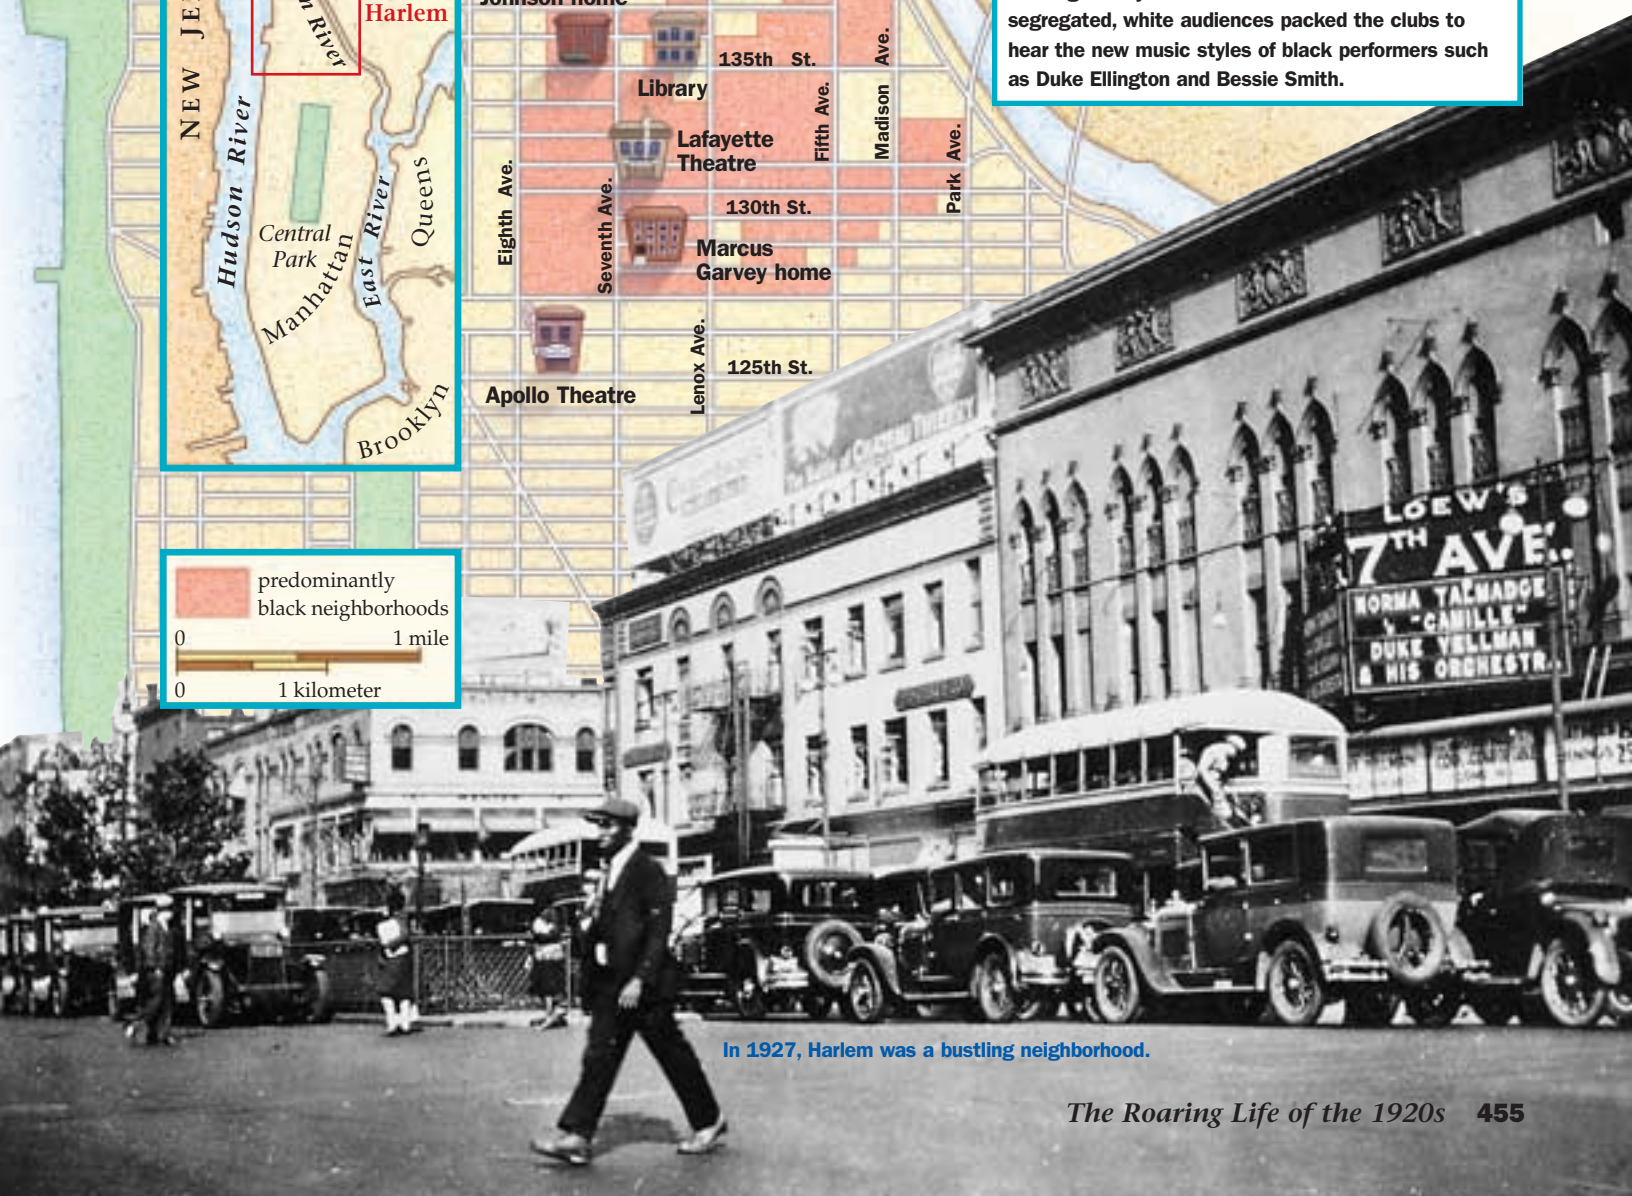 segregated, white audiences packed the clubs to
hear the new music styles of black performers such
as Duke Ellington and Bessie Smith.
Johnson home
135th St.
Library
Lafayette
Theatre
130th St.
Marcus
Garvey home
125th St.
Apollo Theatre
Eighth Ave.
Seventh Ave.
Lenox Ave.
Fifth Ave.
Madison Ave.
Park Ave.
Harlem
River
Hudson River
Central
Park
Manhattan
East River
Queens
Brooklyn
NEW
predominantly
black neighborhoods
0 1 mile
0 1 kilometer
LOEW'S
7TH AVE.
NORMA TALMADGE
"CAMILLE"
DUKE YELLMAN
& HIS ORCHESTR
In 1927, Harlem was a bustling neighborhood.
The Roaring Life of the 1920s 455